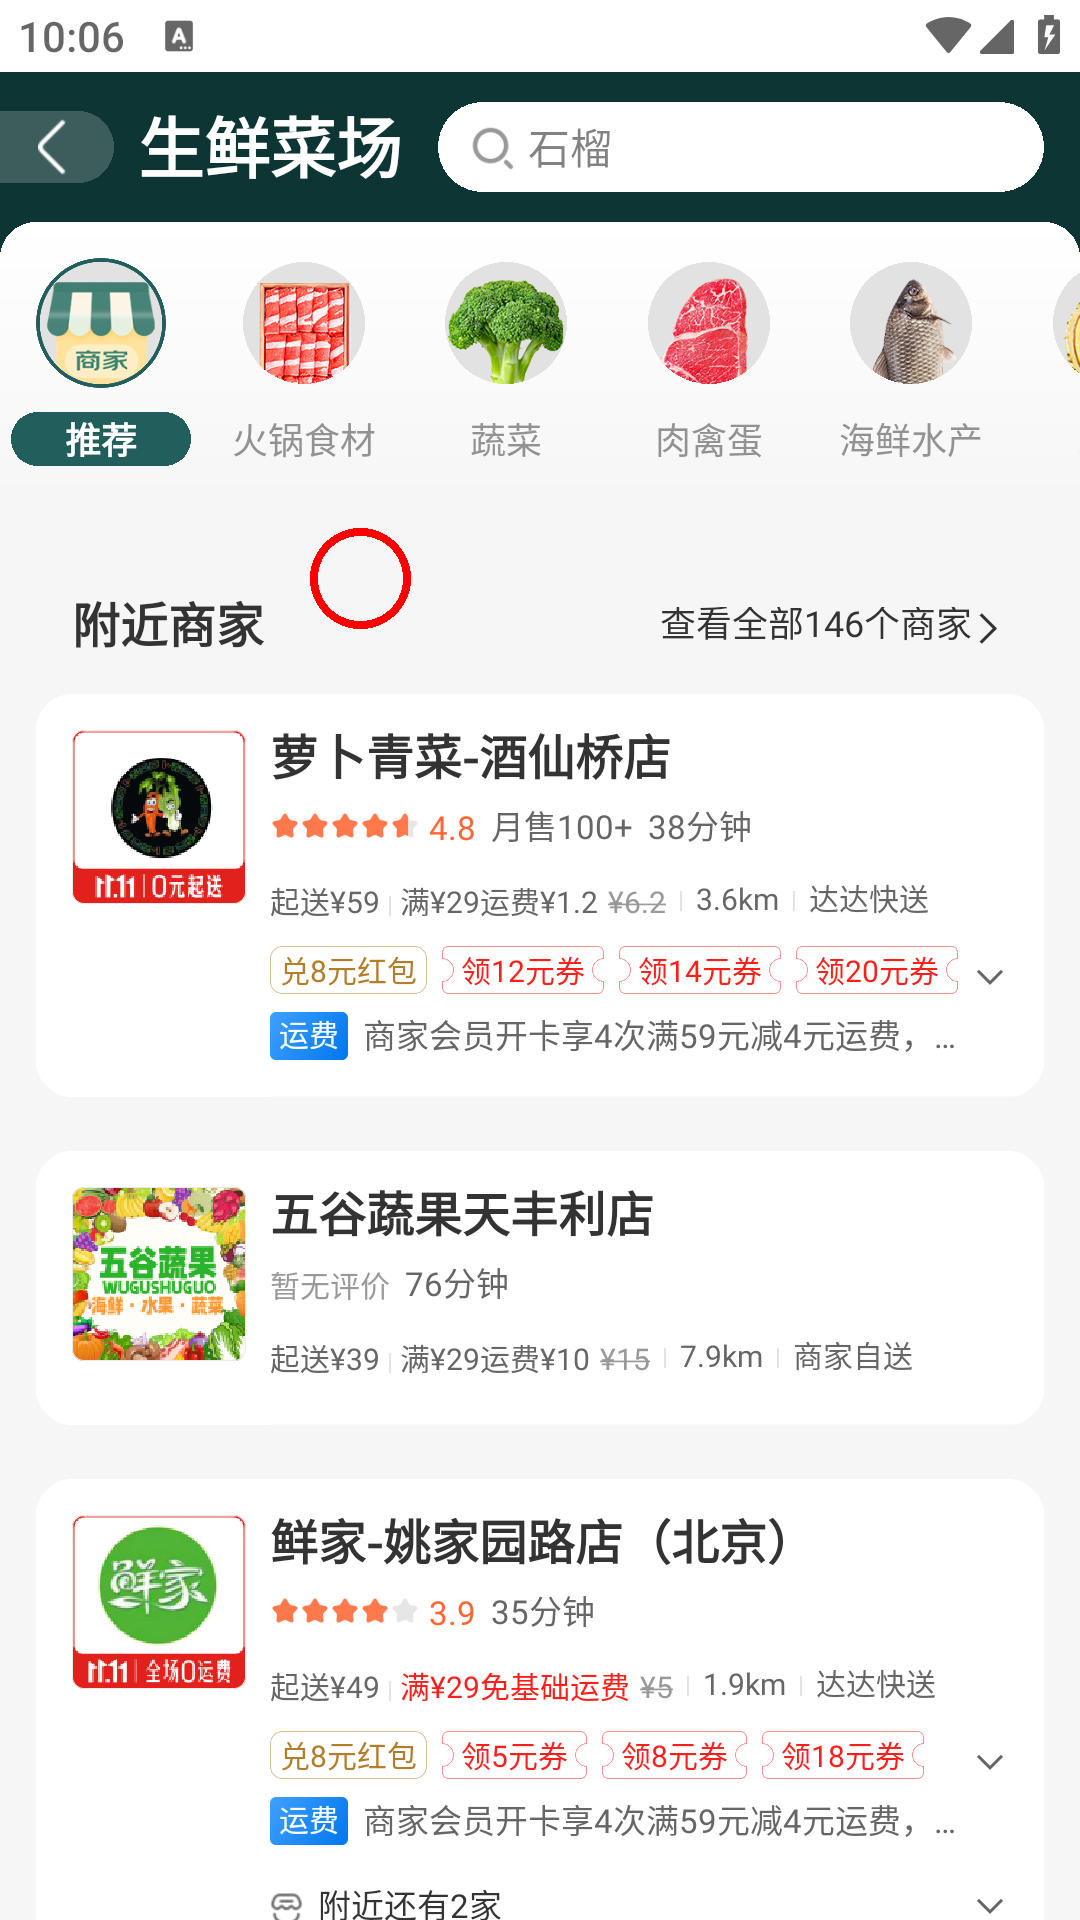 10:06
A
生鲜菜场
石榴
商家
推荐
火锅食材
蔬菜
肉禽蛋
海鲜水产
附近商家
查看全部146个商家
萝卜青菜-酒仙桥店
4.8 月售100+ 38分钟
11.11 0元起送
起送¥59 满¥29运费¥1.2 ¥6.2 3.6km 达达快送
兑8元红包 领12元券 领14元券 领20元券
运费 商家会员开卡享4次满59元减4元运费，...
五谷蔬果天丰利店
五谷蔬果
WUGUSHUGUO
海鲜·水果·蔬菜
暂无评价 76分钟
起送¥39 满¥29运费¥10 ¥15 7.9km 商家自送
鲜家-姚家园路店（北京）
鲜家
3.9 35分钟
11.11 全场0运费
起送¥49 满¥29免基础运费 ¥5 1.9km 达达快送
兑8元红包 领5元券 领8元券 领18元券
运费 商家会员开卡享4次满59元减4元运费，...
附近还有2家